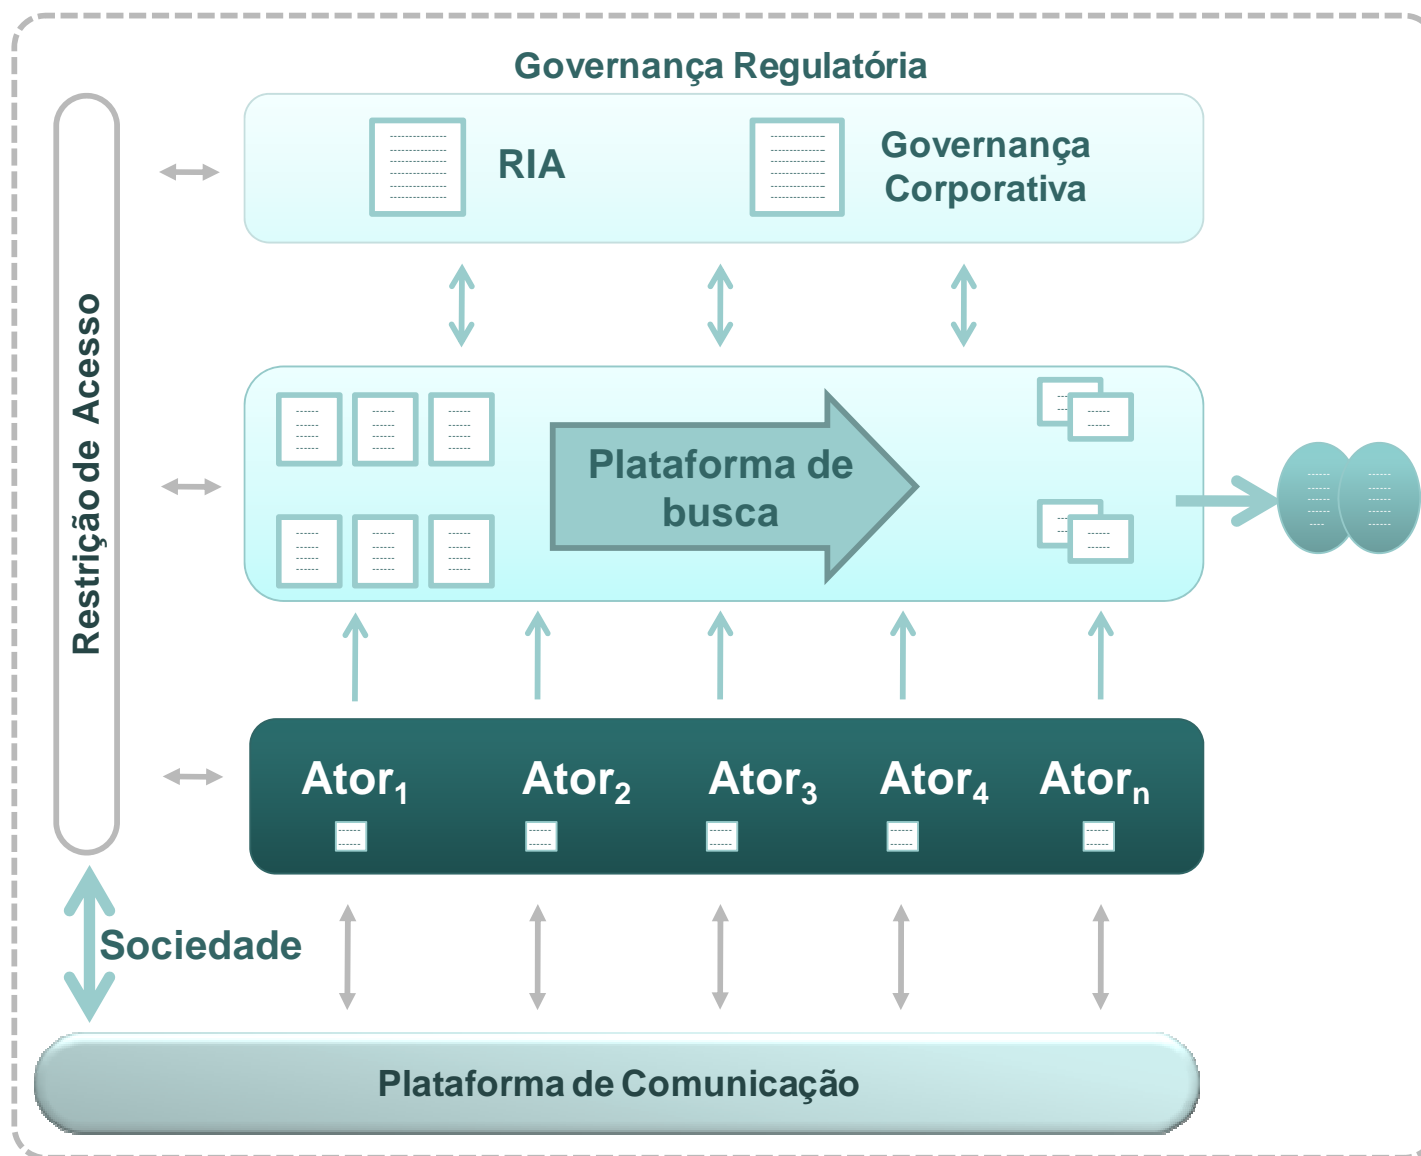 Governança Regulatória
RIA
Governança
Corporativa
Restrição de Acesso
Plataforma de
busca
Ator1
Ator2
Ator3
Ator4
Atorn
Sociedade
Plataforma de Comunicação